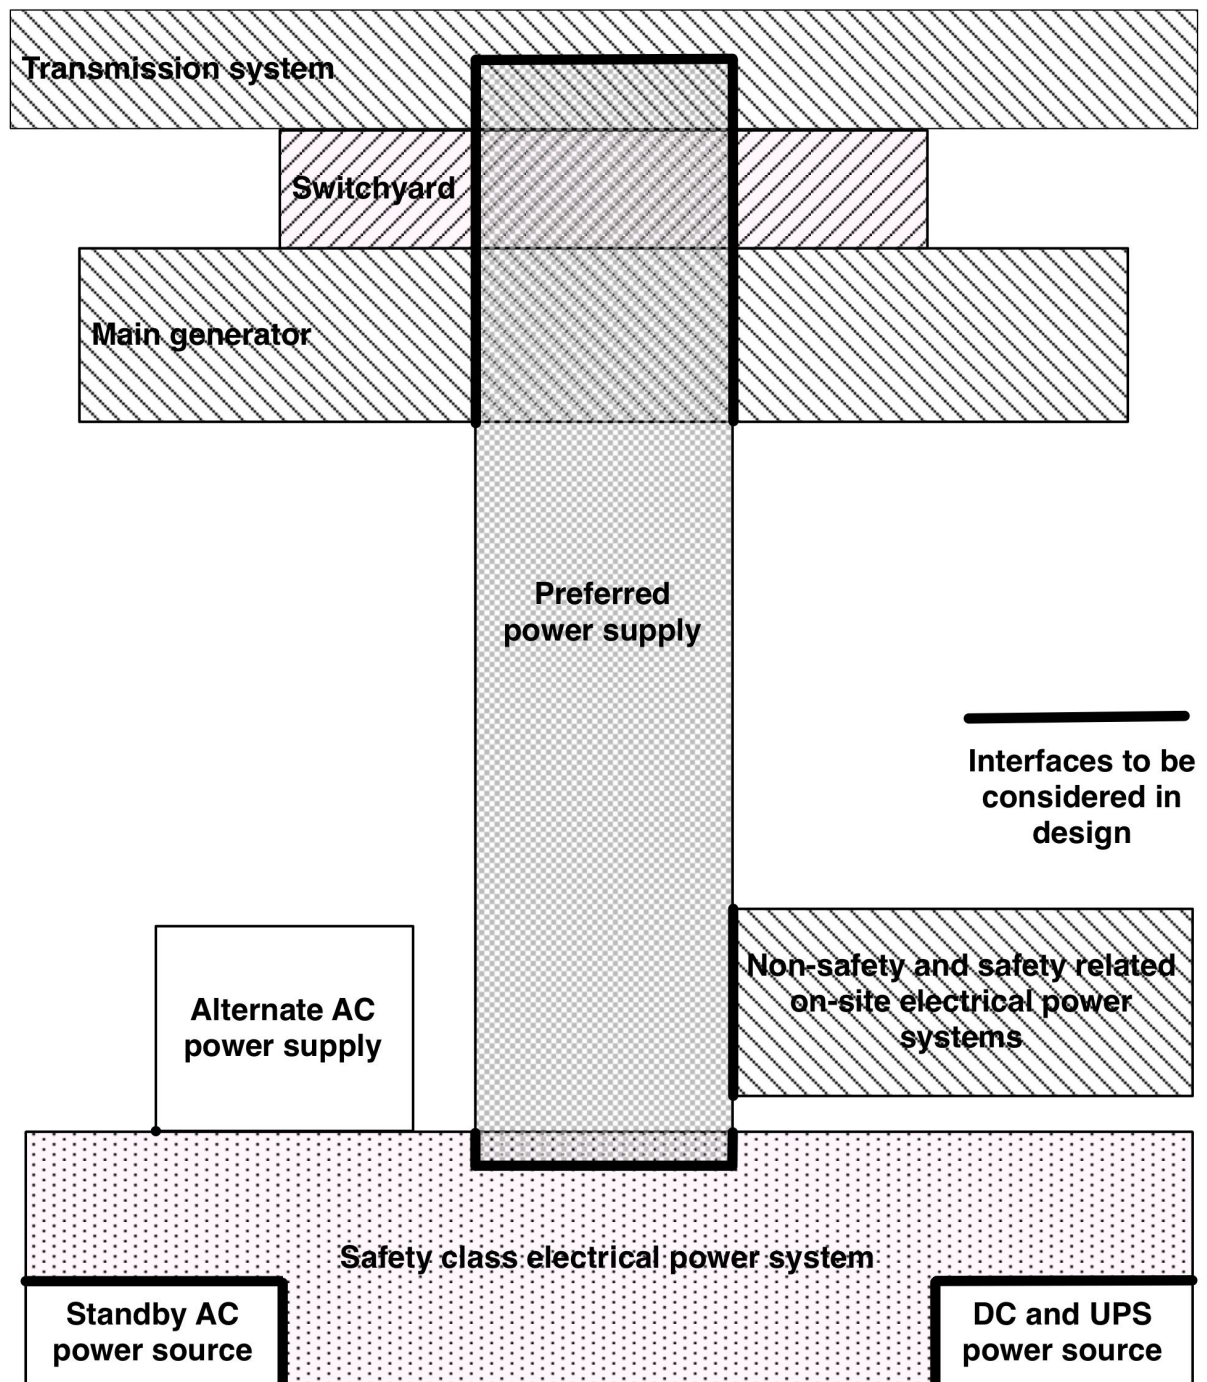 Transmission system
Switchyard
Main generator
Preferred
power supply
Interfaces to be
considered in
design
Non-safety and safety related
on-site electrical power
systems
Alternate AC
power supply
Safety class electrical power system
Standby AC
power source
DC and UPS
power source